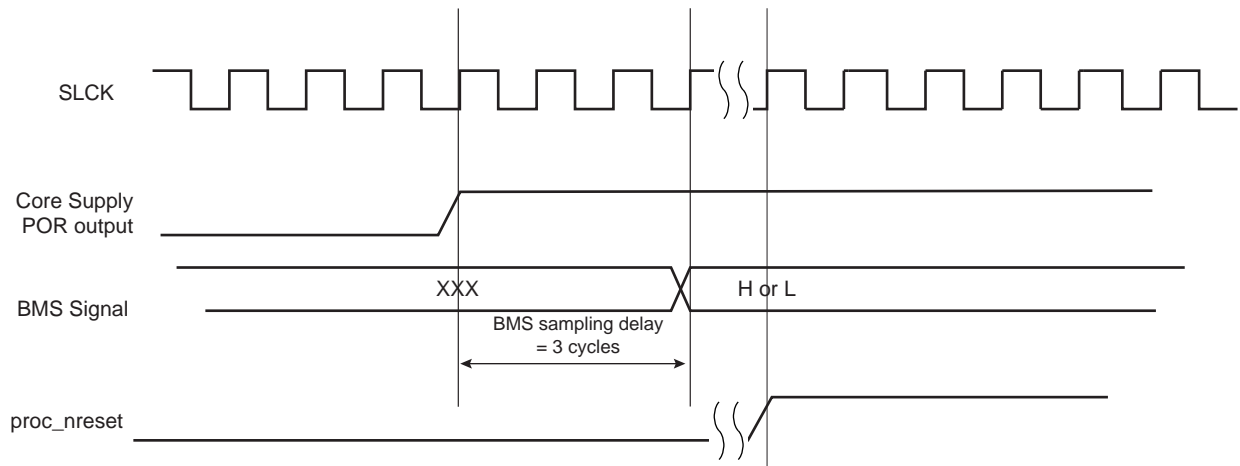 SLCK
Core Supply
POR output
XXX
H or L
BMS Signal
BMS sampling delay
= 3 cycles
proc_nreset